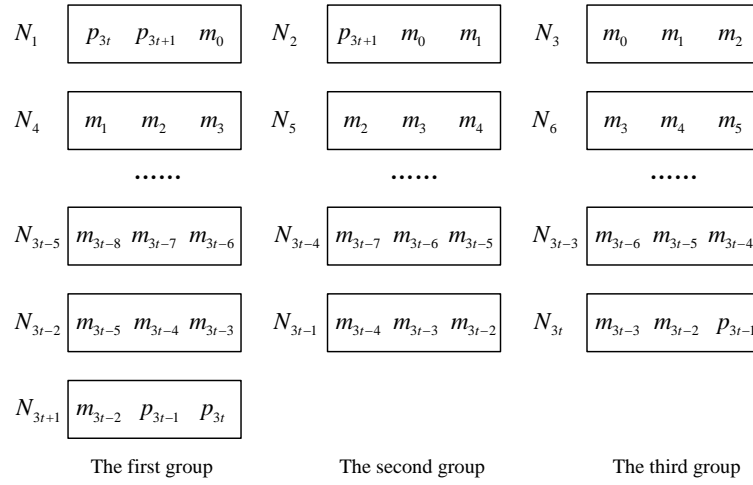 N₁ p₃ₜ p₃ₜ₊₁ m₀ N₂ p₃ₜ₊₁ m₀ m₁ N₃ m₀ m₁ m₂
N₄ m₁ m₂ m₃ N₅ m₂ m₃ m₄ N₆ m₃ m₄ m₅
...... ...... ......
N₃ₜ₋₅ m₃ₜ₋₈ m₃ₜ₋₇ m₃ₜ₋₆ N₃ₜ₋₄ m₃ₜ₋₇ m₃ₜ₋₆ m₃ₜ₋₅ N₃ₜ₋₃ m₃ₜ₋₆ m₃ₜ₋₅ m₃ₜ₋₄
N₃ₜ₋₂ m₃ₜ₋₅ m₃ₜ₋₄ m₃ₜ₋₃ N₃ₜ₋₁ m₃ₜ₋₄ m₃ₜ₋₃ m₃ₜ₋₂ N₃ₜ m₃ₜ₋₃ m₃ₜ₋₂ p₃ₜ₋₁
N₃ₜ₊₁ m₃ₜ₋₂ p₃ₜ₋₁ p₃ₜ
The first group The second group The third group